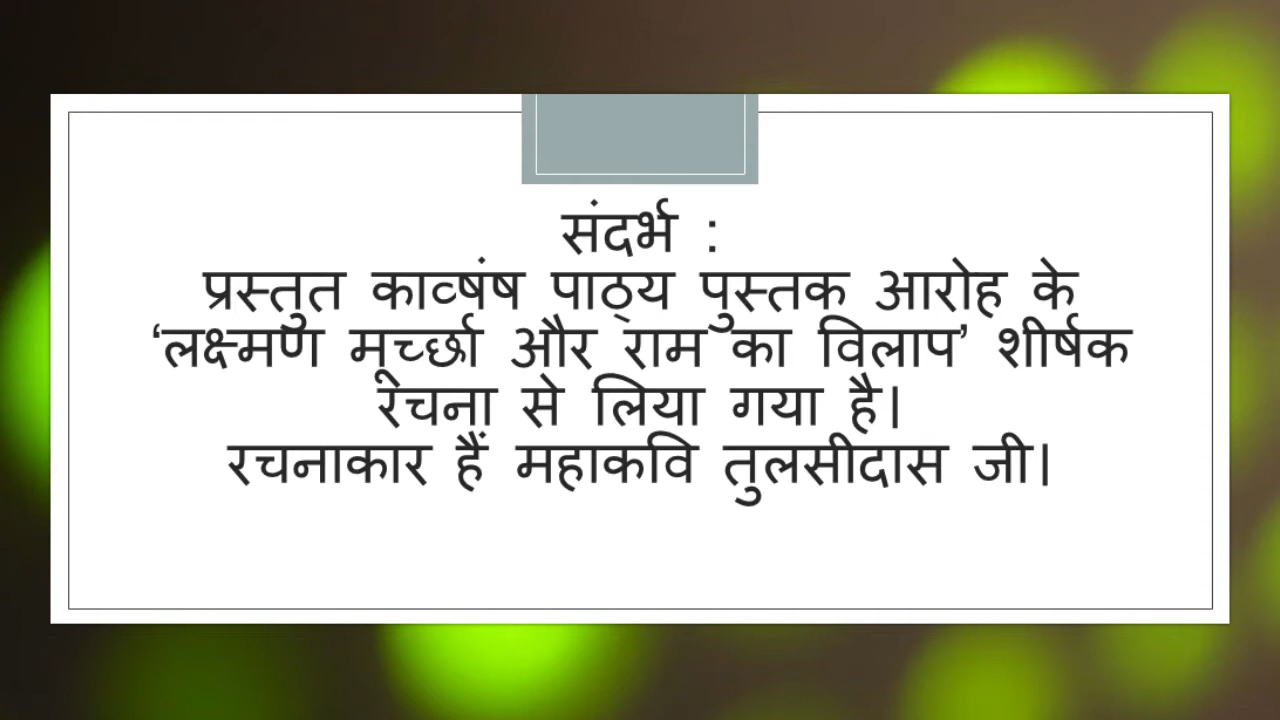 संदर्भ :
प्रस्तुत काव्षंष पाठ्य पुस्तक आरोह के
‘लक्ष्मण मूर्च्छा और राम का विलाप’ शीर्षक
रचना से लिया गया है।
रचनाकार हैं महाकवि तुलसीदास जी।